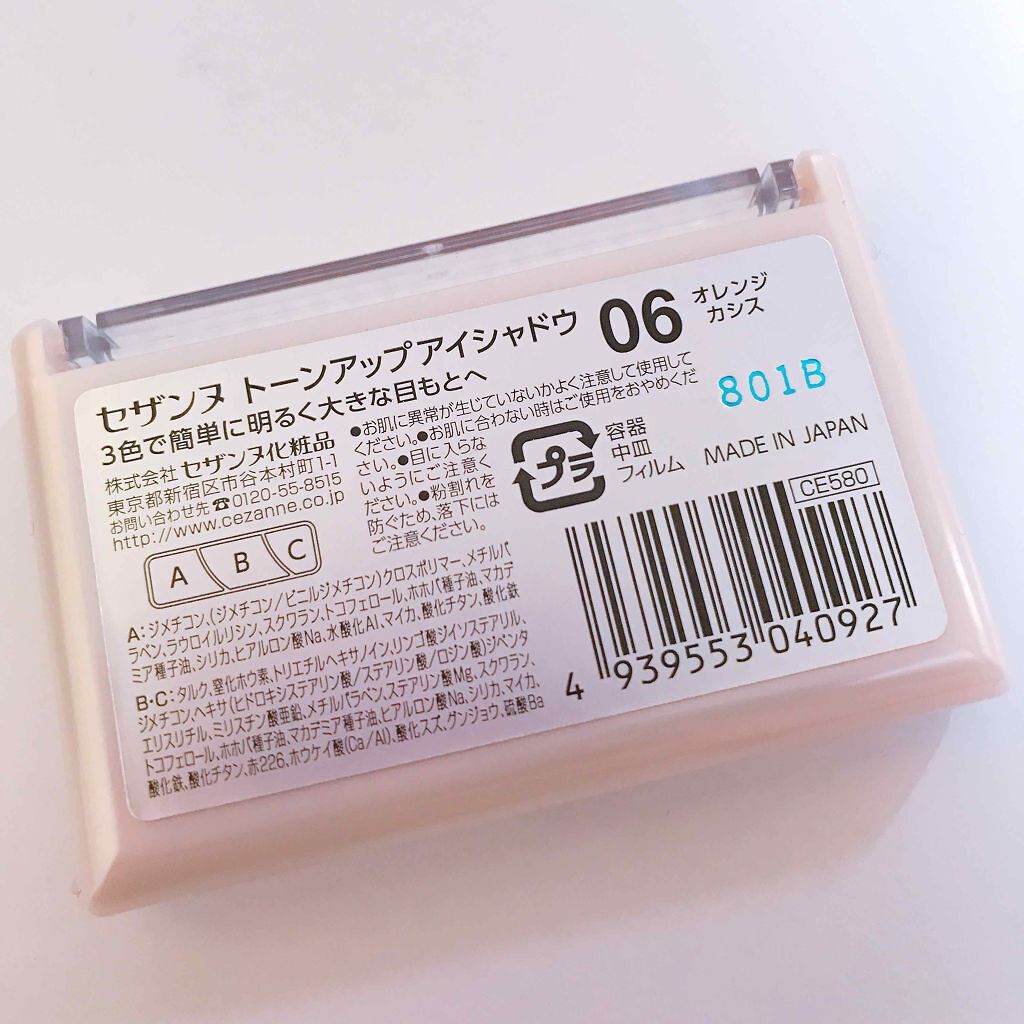 セザンヌ トーンアップアイシャドウ 06 オレンジ
カシス
3色で簡単に明るく大きな目もとへ
株式会社 セザンヌ化粧品
東京都新宿区市谷本村町1-1
お問い合わせ先☎0120-55-8515
http://www.cezanne.co.jp
●お肌に異常が生じていないかよく注意して使用して
ください。●お肌に合わない時はご使用をおやめくだ
さい。●目に入らな
いようにご注意く
ださい。●粉割れを
防ぐため、落下には
ご注意ください。
プラ
容器
中皿
フィルム
801B
MADE IN JAPAN
CE580
A B C
A:ジメチコン、(ジメチコン/ビニルジメチコン)クロスポリマー、メチルパ
ラベン、ラウロイルリシン、スクワラン、トコフェロール、ホホバ種子油、マカデ
ミア種子油、シリカ、ヒアルロン酸Na、水酸化Al、マイカ、酸化チタン、酸化鉄
B・C:タルク、窒化ホウ素、トリエチルヘキサノイン、リンゴ酸ジイソステアリル、
ジメチコン、ヘキサ(ヒドロキシステアリン酸/ステアリン酸/ロジン酸)ジペンタ
エリスリチル、ミリスチン酸亜鉛、メチルパラベン、ステアリン酸Mg、スクワラン、
トコフェロール、ホホバ種子油、マカデミア種子油、ヒアルロン酸Na、シリカ、マイカ、
酸化鉄、酸化チタン、赤226、ホウケイ酸(Ca/Al)、酸化スズ、グンジョウ、硫酸Ba
4 939553 040927